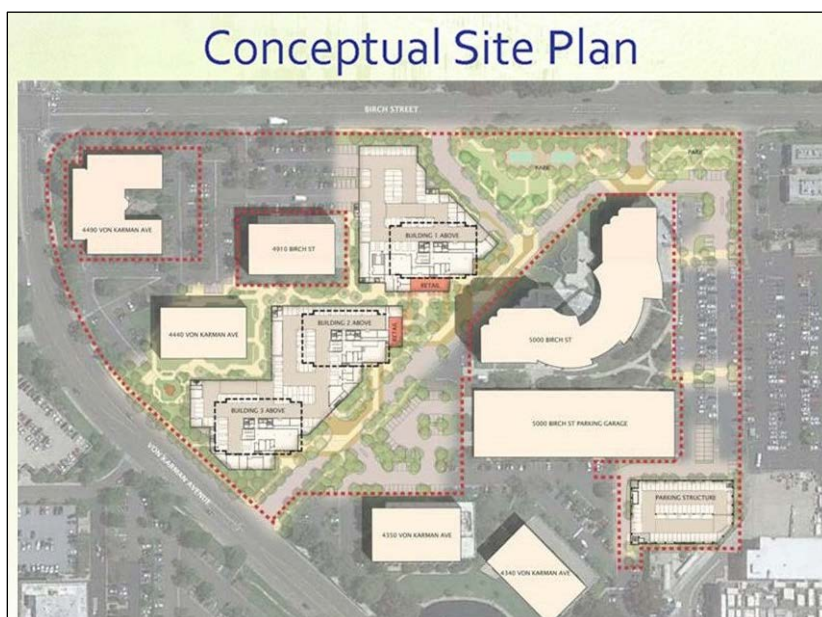 Conceptual Site Plan
BIRCH STREET
PARK
PARK
4490 VON KARMAN AVE
BUILDING 1 ABOVE
4910 BIRCH ST
RETAIL
BUILDING 2 ABOVE
RETAIL
4440 VON KARMAN AVE
5000 BIRCH ST
BUILDING 3 ABOVE
5000 BIRCH ST PARKING GARAGE
VON KARMAN AVENUE
PARKING STRUCTURE
4350 VON KARMAN AVE
4340 VON KARMAN AVE